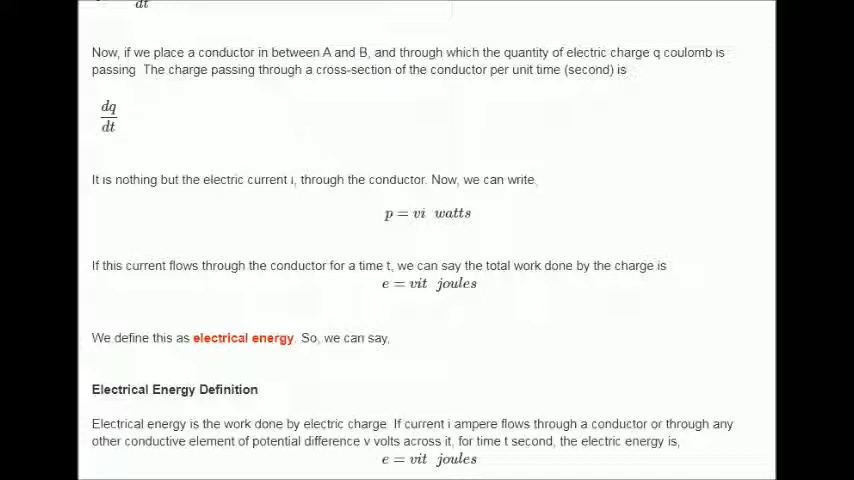 dt
Now, if we place a conductor in between A and B, and through which the quantity of electric charge q coulomb is
passing. The charge passing through a cross-section of the conductor per unit time (second) is
dq
dt
It is nothing but the electric current i, through the conductor. Now, we can write,
p = vi watts
If this current flows through the conductor for a time t, we can say the total work done by the charge is
e = vit joules
We define this as electrical energy. So, we can say,
Electrical Energy Definition
Electrical energy is the work done by electric charge. If current i ampere flows through a conductor or through any
other conductive element of potential difference v volts across it, for time t second, the electric energy is,
e = vit joules